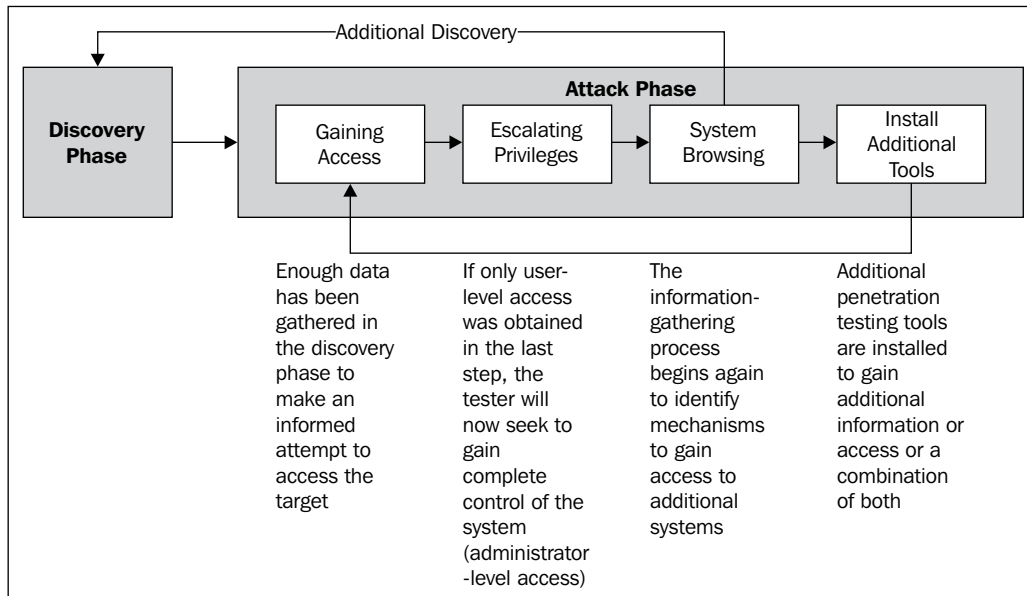 Additional Discovery
Attack Phase
Discovery
Phase
Gaining
Access
Escalating
Privileges
System
Browsing
Install
Additional
Tools
Enough data
has been
gathered in
the discovery
phase to
make an
informed
attempt to
access the
target
If only user-
level access
was obtained
in the last
step, the
tester will
now seek to
gain
complete
control of the
system
(administrator
-level access)
The
information-
gathering
process
begins again
to identify
mechanisms
to gain
access to
additional
systems
Additional
penetration
testing tools
are installed
to gain
additional
information or
access or a
combination
of both